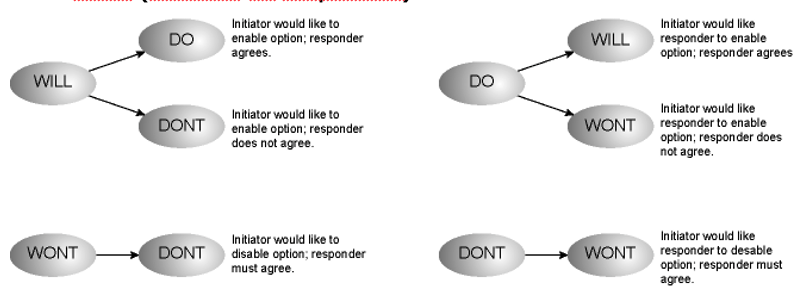 DO
Initiator would like to
enable option; responder
agrees.
WILL
DONT
Initiator would like to
enable option; responder
does not agree.
WILL
Initiator would like
responder to enable
option; responder agrees
DO
WONT
Initiator would like
responder to enable
option; responder does
not agree.
WONT
DONT
Initiator would like to
disable option; responder
must agree.
DONT
WONT
Initiator would like
responder to desable
option; responder must
agree.